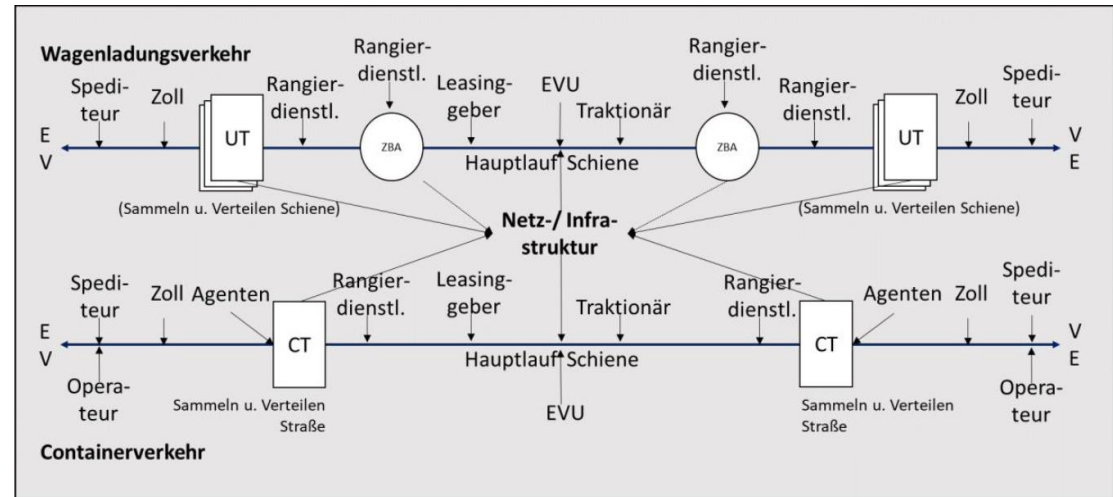 Wagenladungsverkehr
Spedi-
teur
Zoll
Rangier-
dienstl.
Rangier-
dienstl.
Leasing-
geber
EVU
Traktionär
Rangier-
dienstl.
Rangier-
dienstl.
Zoll
Spedi-
teur
E
V
UT
ZBA
Hauptlauf Schiene
ZBA
UT
V
E
(Sammeln u. Verteilen Schiene)
(Sammeln u. Verteilen Schiene)
Netz-/ Infra-
struktur
Spedi-
teur
Zoll
Agenten
Rangier-
dienstl.
Leasing-
geber
Traktionär
Rangier-
dienstl.
Agenten
Zoll
Spedi-
teur
E
V
CT
Hauptlauf Schiene
CT
V
E
Opera-
teur
Sammeln u. Verteilen
Straße
EVU
Sammeln u. Verteilen
Straße
Opera-
teur
Containerverkehr